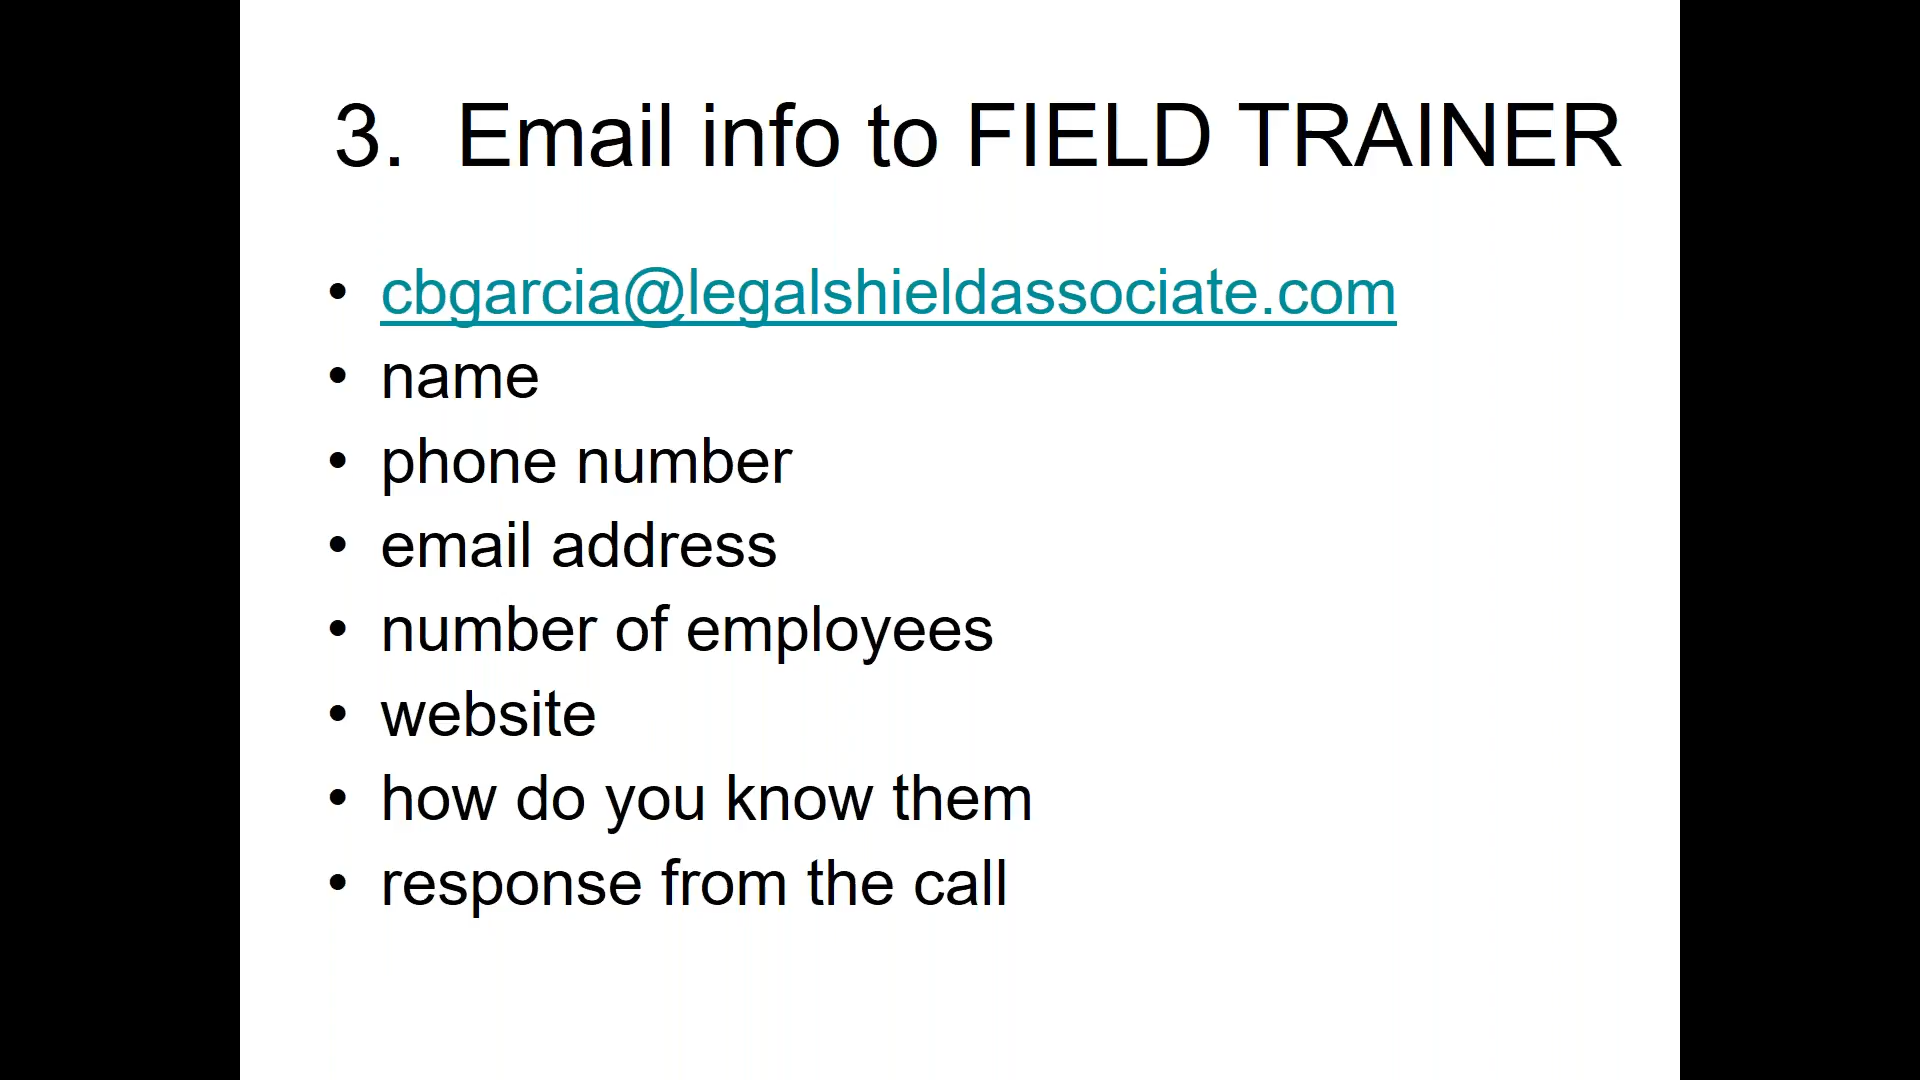 3. Email info to FIELD TRAINER
• cbgarcia@legalshieldassociate.com
• name
• phone number
• email address
• number of employees
• website
• how do you know them
• response from the call